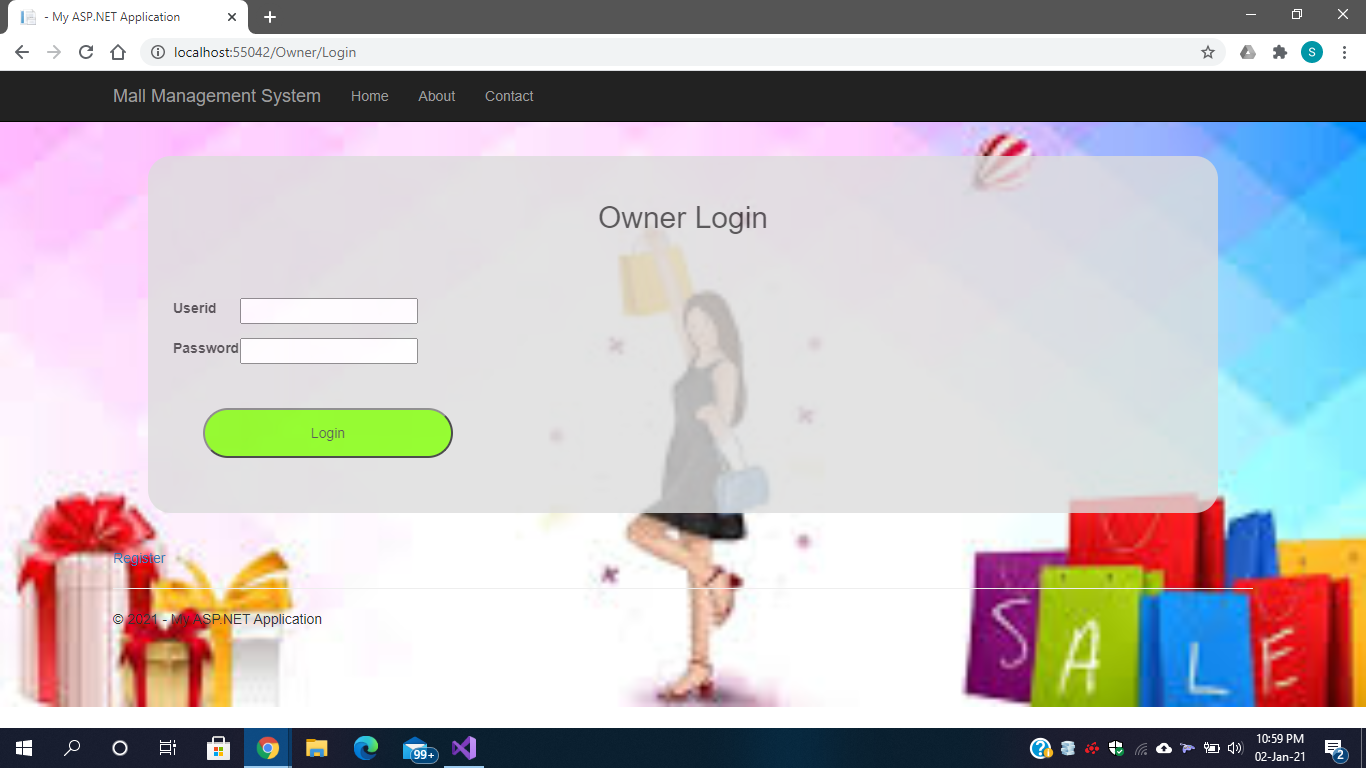 - My ASP.NET Application
localhost:55042/Owner/Login
S
Mall Management System Home About Contact
Owner Login
Userid
Password
Login
Register
© 2021 - My ASP.NET Application
SALE
99+
10:59 PM
02-Jan-21
2